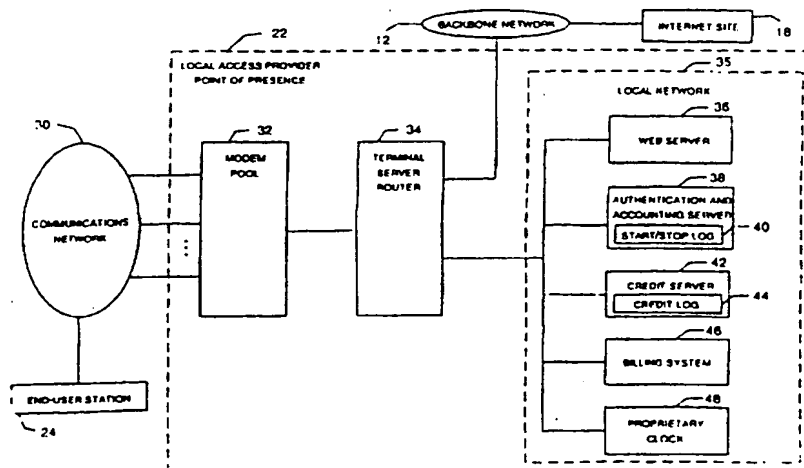 BACKBONE NETWORK
12
INTERNET SITE
18
22
LOCAL ACCESS PROVIDER
POINT OF PRESENCE
35
LOCAL NETWORK
30
COMMUNICATIONS
NETWORK
32
MODEM
POOL
34
TERMINAL
SERVER
ROUTER
36
WEB SERVER
38
AUTHENTICATION AND
ACCOUNTING SERVER
START/STOP LOG
40
42
CREDIT SERVER
CREDIT LOG
44
46
BILLING SYSTEM
48
PROPRIETARY
CLOCK
END-USER STATION
24